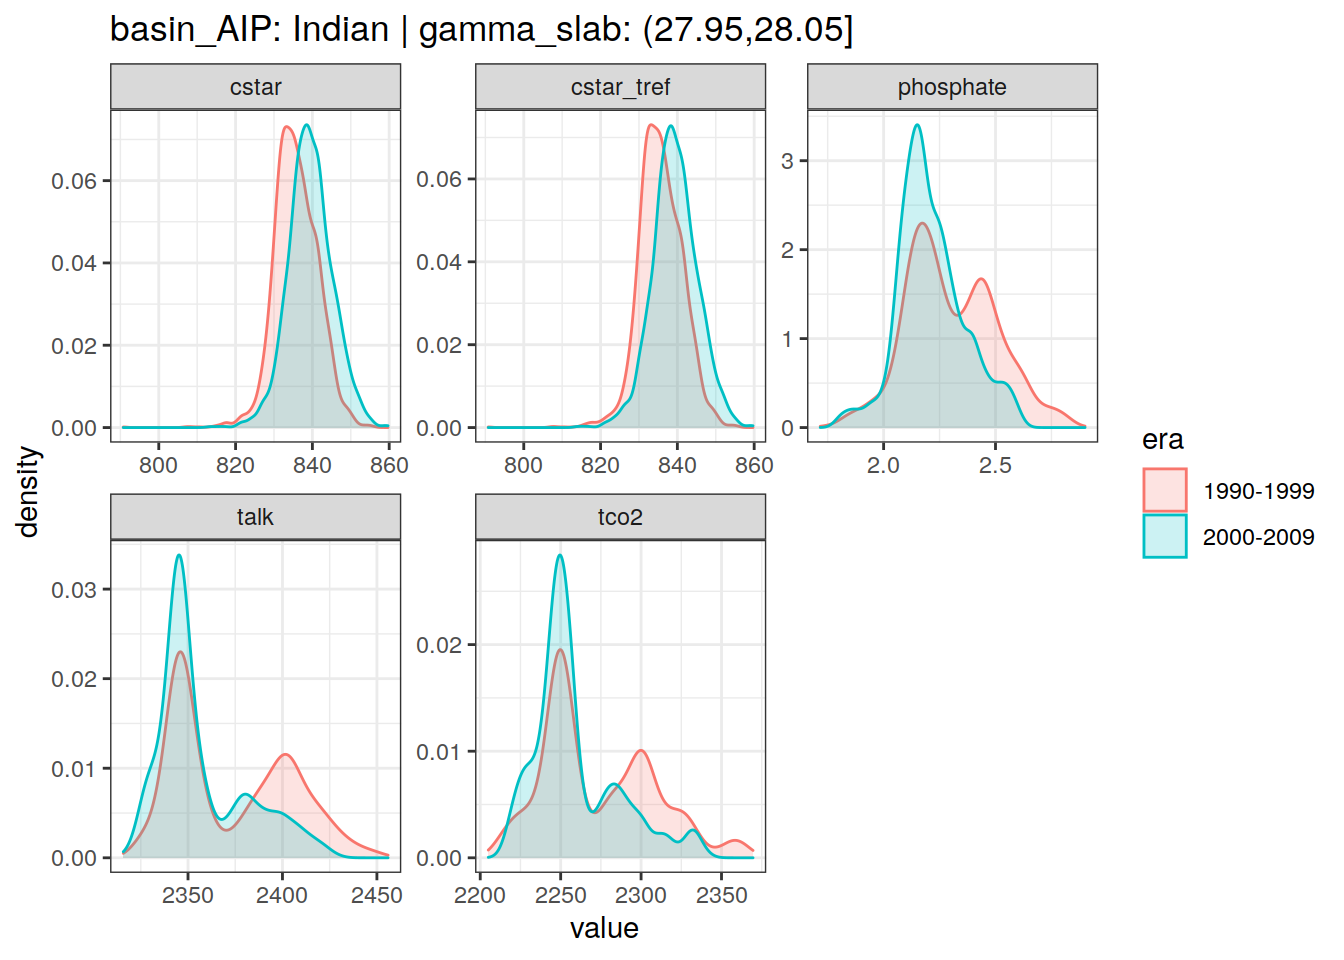 basin_AIP: Indian | gamma_slab: (27.95,28.05]
cstar
cstar_tref
phosphate
0.06
0.04
0.02
0.00
800 820 840 860
0.06
0.04
0.02
0.00
800 820 840 860
3
2
1
0
2.0 2.5
talk
tco2
0.03
0.02
0.01
0.00
2350 2400 2450
0.02
0.01
0.00
2200 2250 2300 2350
density
value
era
1990-1999
2000-2009